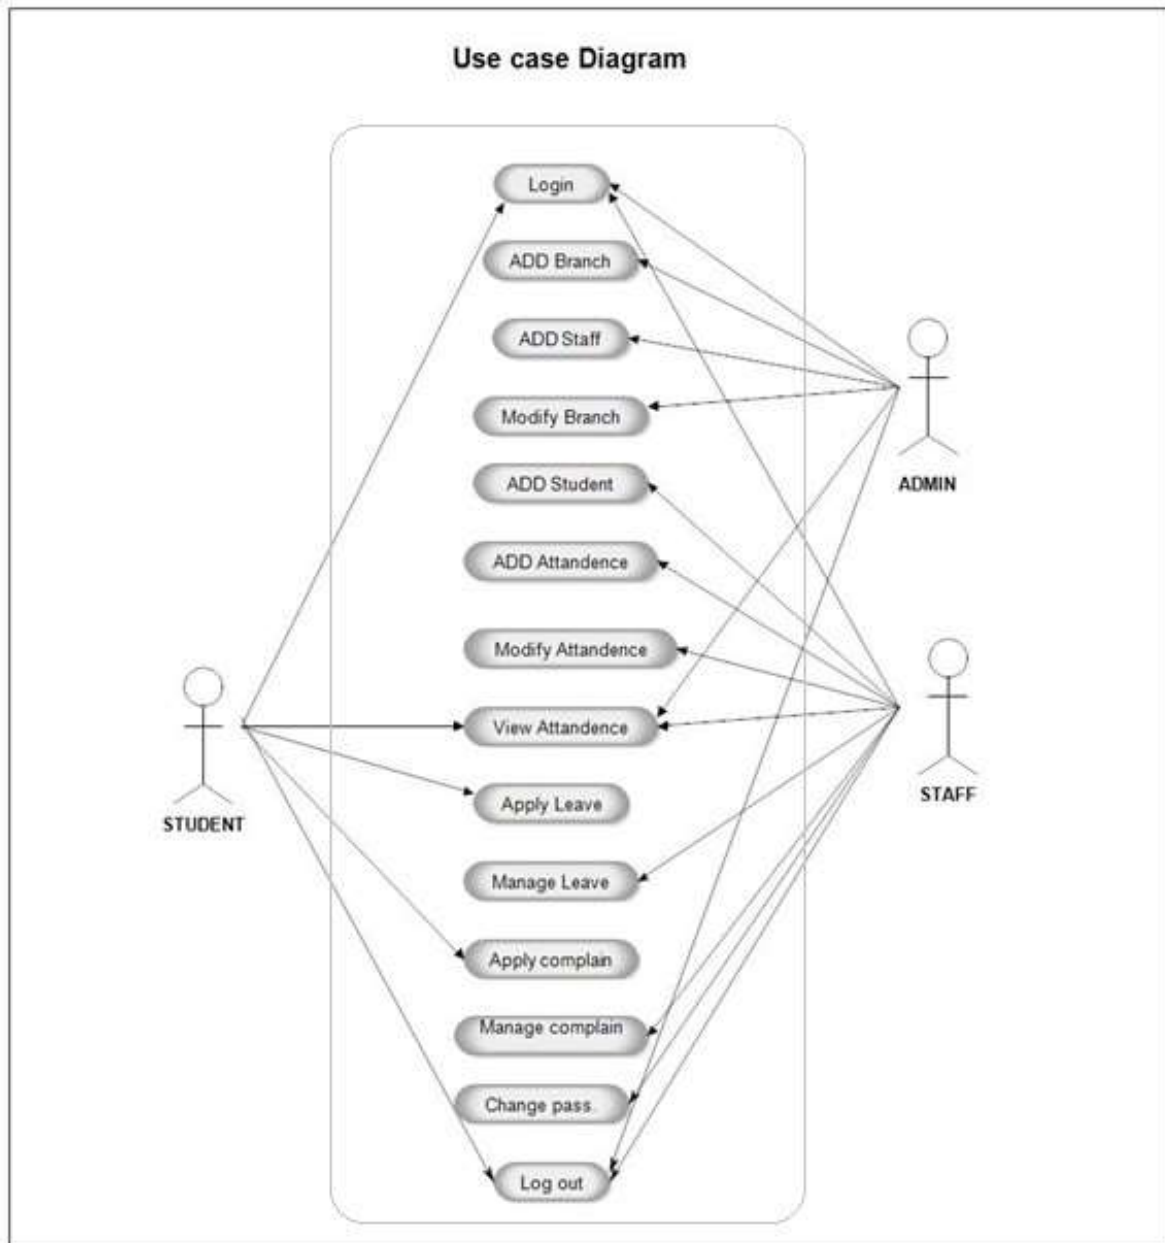 Use case Diagram
Login
ADD Branch
ADD Staff
Modify Branch
ADD Student
ADMIN
ADD Attandence
Modify Attandence
View Attandence
STAFF
Apply Leave
STUDENT
Manage Leave
Apply complain
Manage complain
Change pass.
Log out